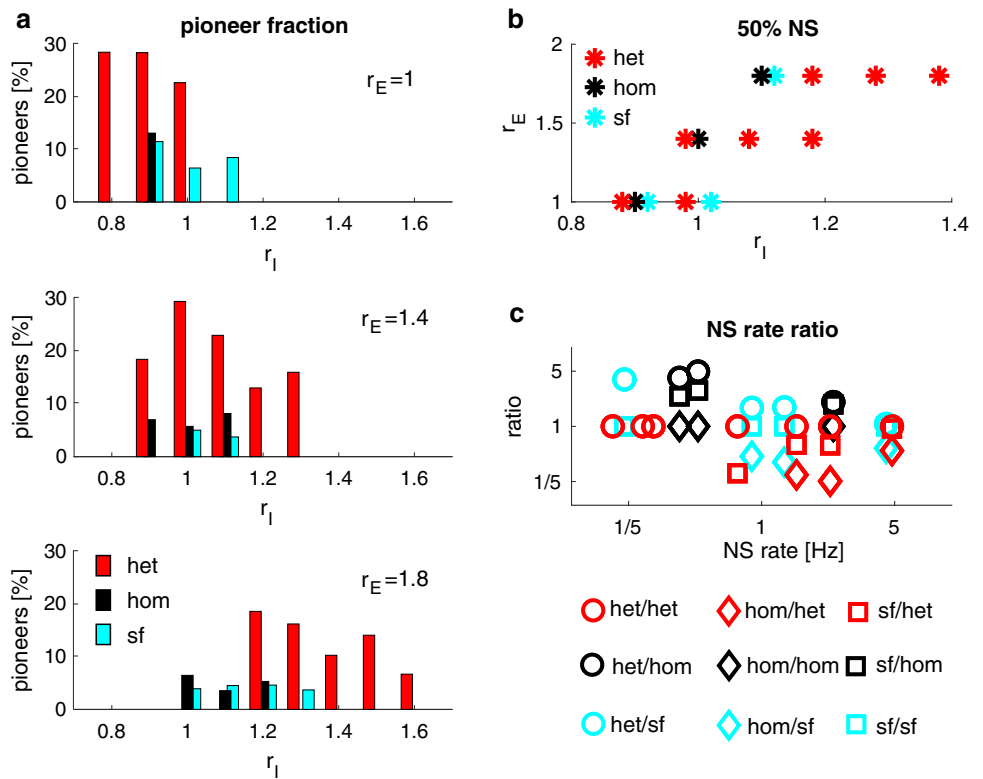 a
pioneer fraction
30
20
10
0
pioneers [%]
r_E=1
0.8 1 1.2 1.4 1.6
r_I
30
20
10
0
pioneers [%]
r_E=1.4
0.8 1 1.2 1.4 1.6
r_I
30
20
10
0
pioneers [%]
r_E=1.8
het
hom
sf
0.8 1 1.2 1.4 1.6
r_I
b
50% NS
2
1.5
1
r_E
het
hom
sf
0.8 1 1.2 1.4
r_I
c
NS rate ratio
5
1
1/5
ratio
1/5 1 5
NS rate [Hz]
het/het hom/het sf/het
het/hom hom/hom sf/hom
het/sf hom/sf sf/sf